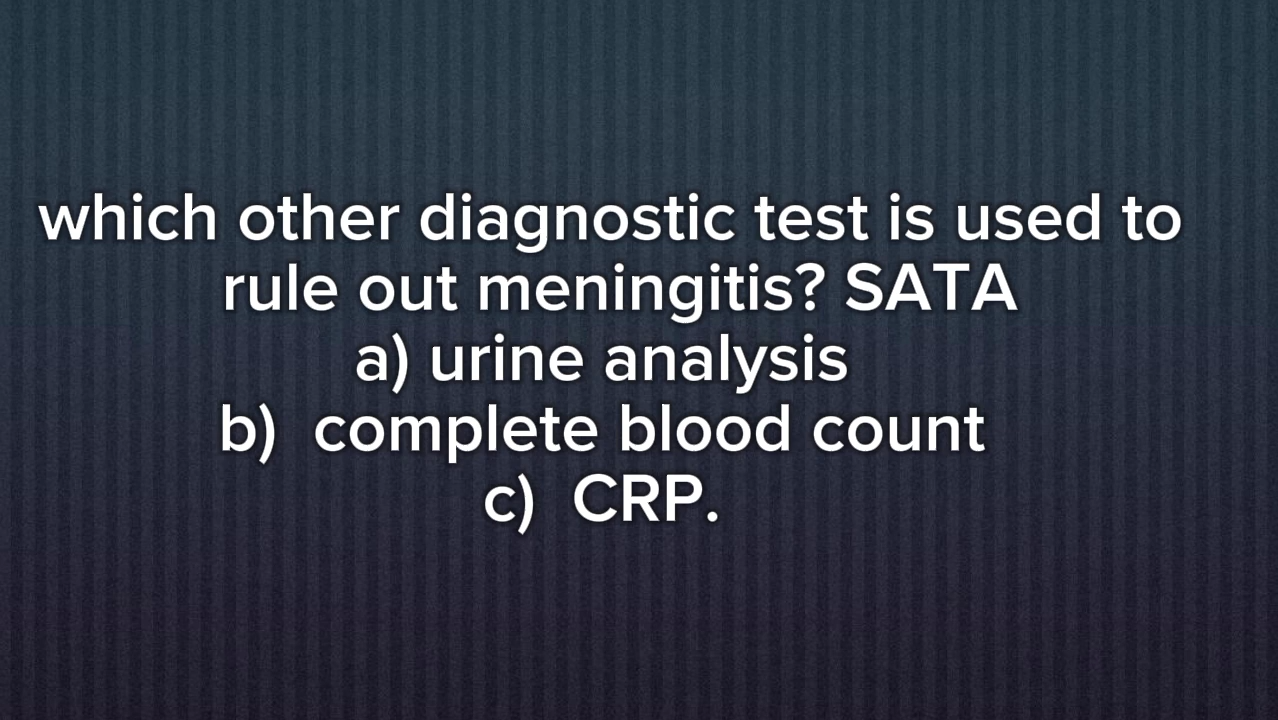 which other diagnostic test is used to
rule out meningitis? SATA
a) urine analysis
b) complete blood count
c) CRP.